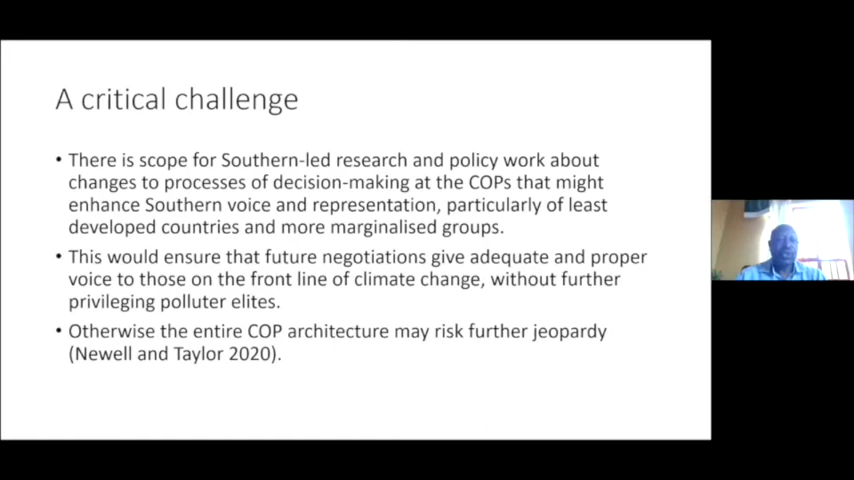 A critical challenge
• There is scope for Southern-led research and policy work about
changes to processes of decision-making at the COPs that might
enhance Southern voice and representation, particularly of least
developed countries and more marginalised groups.
• This would ensure that future negotiations give adequate and proper
voice to those on the front line of climate change, without further
privileging polluter elites.
• Otherwise the entire COP architecture may risk further jeopardy
(Newell and Taylor 2020).